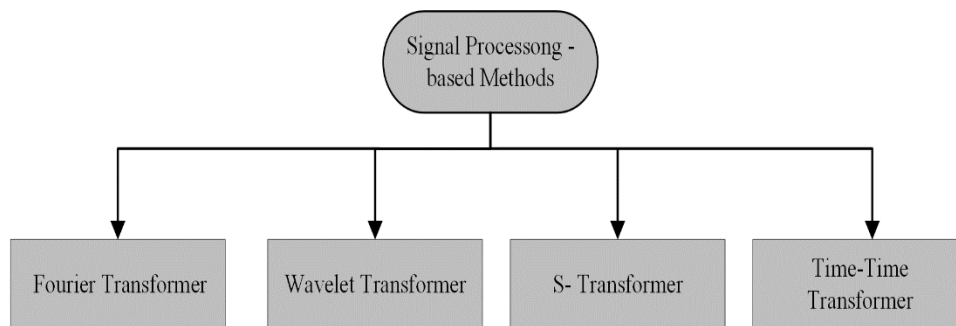 Signal Processong -
based Methods
Fourier Transformer
Wavelet Transformer
S- Transformer
Time-Time
Transformer